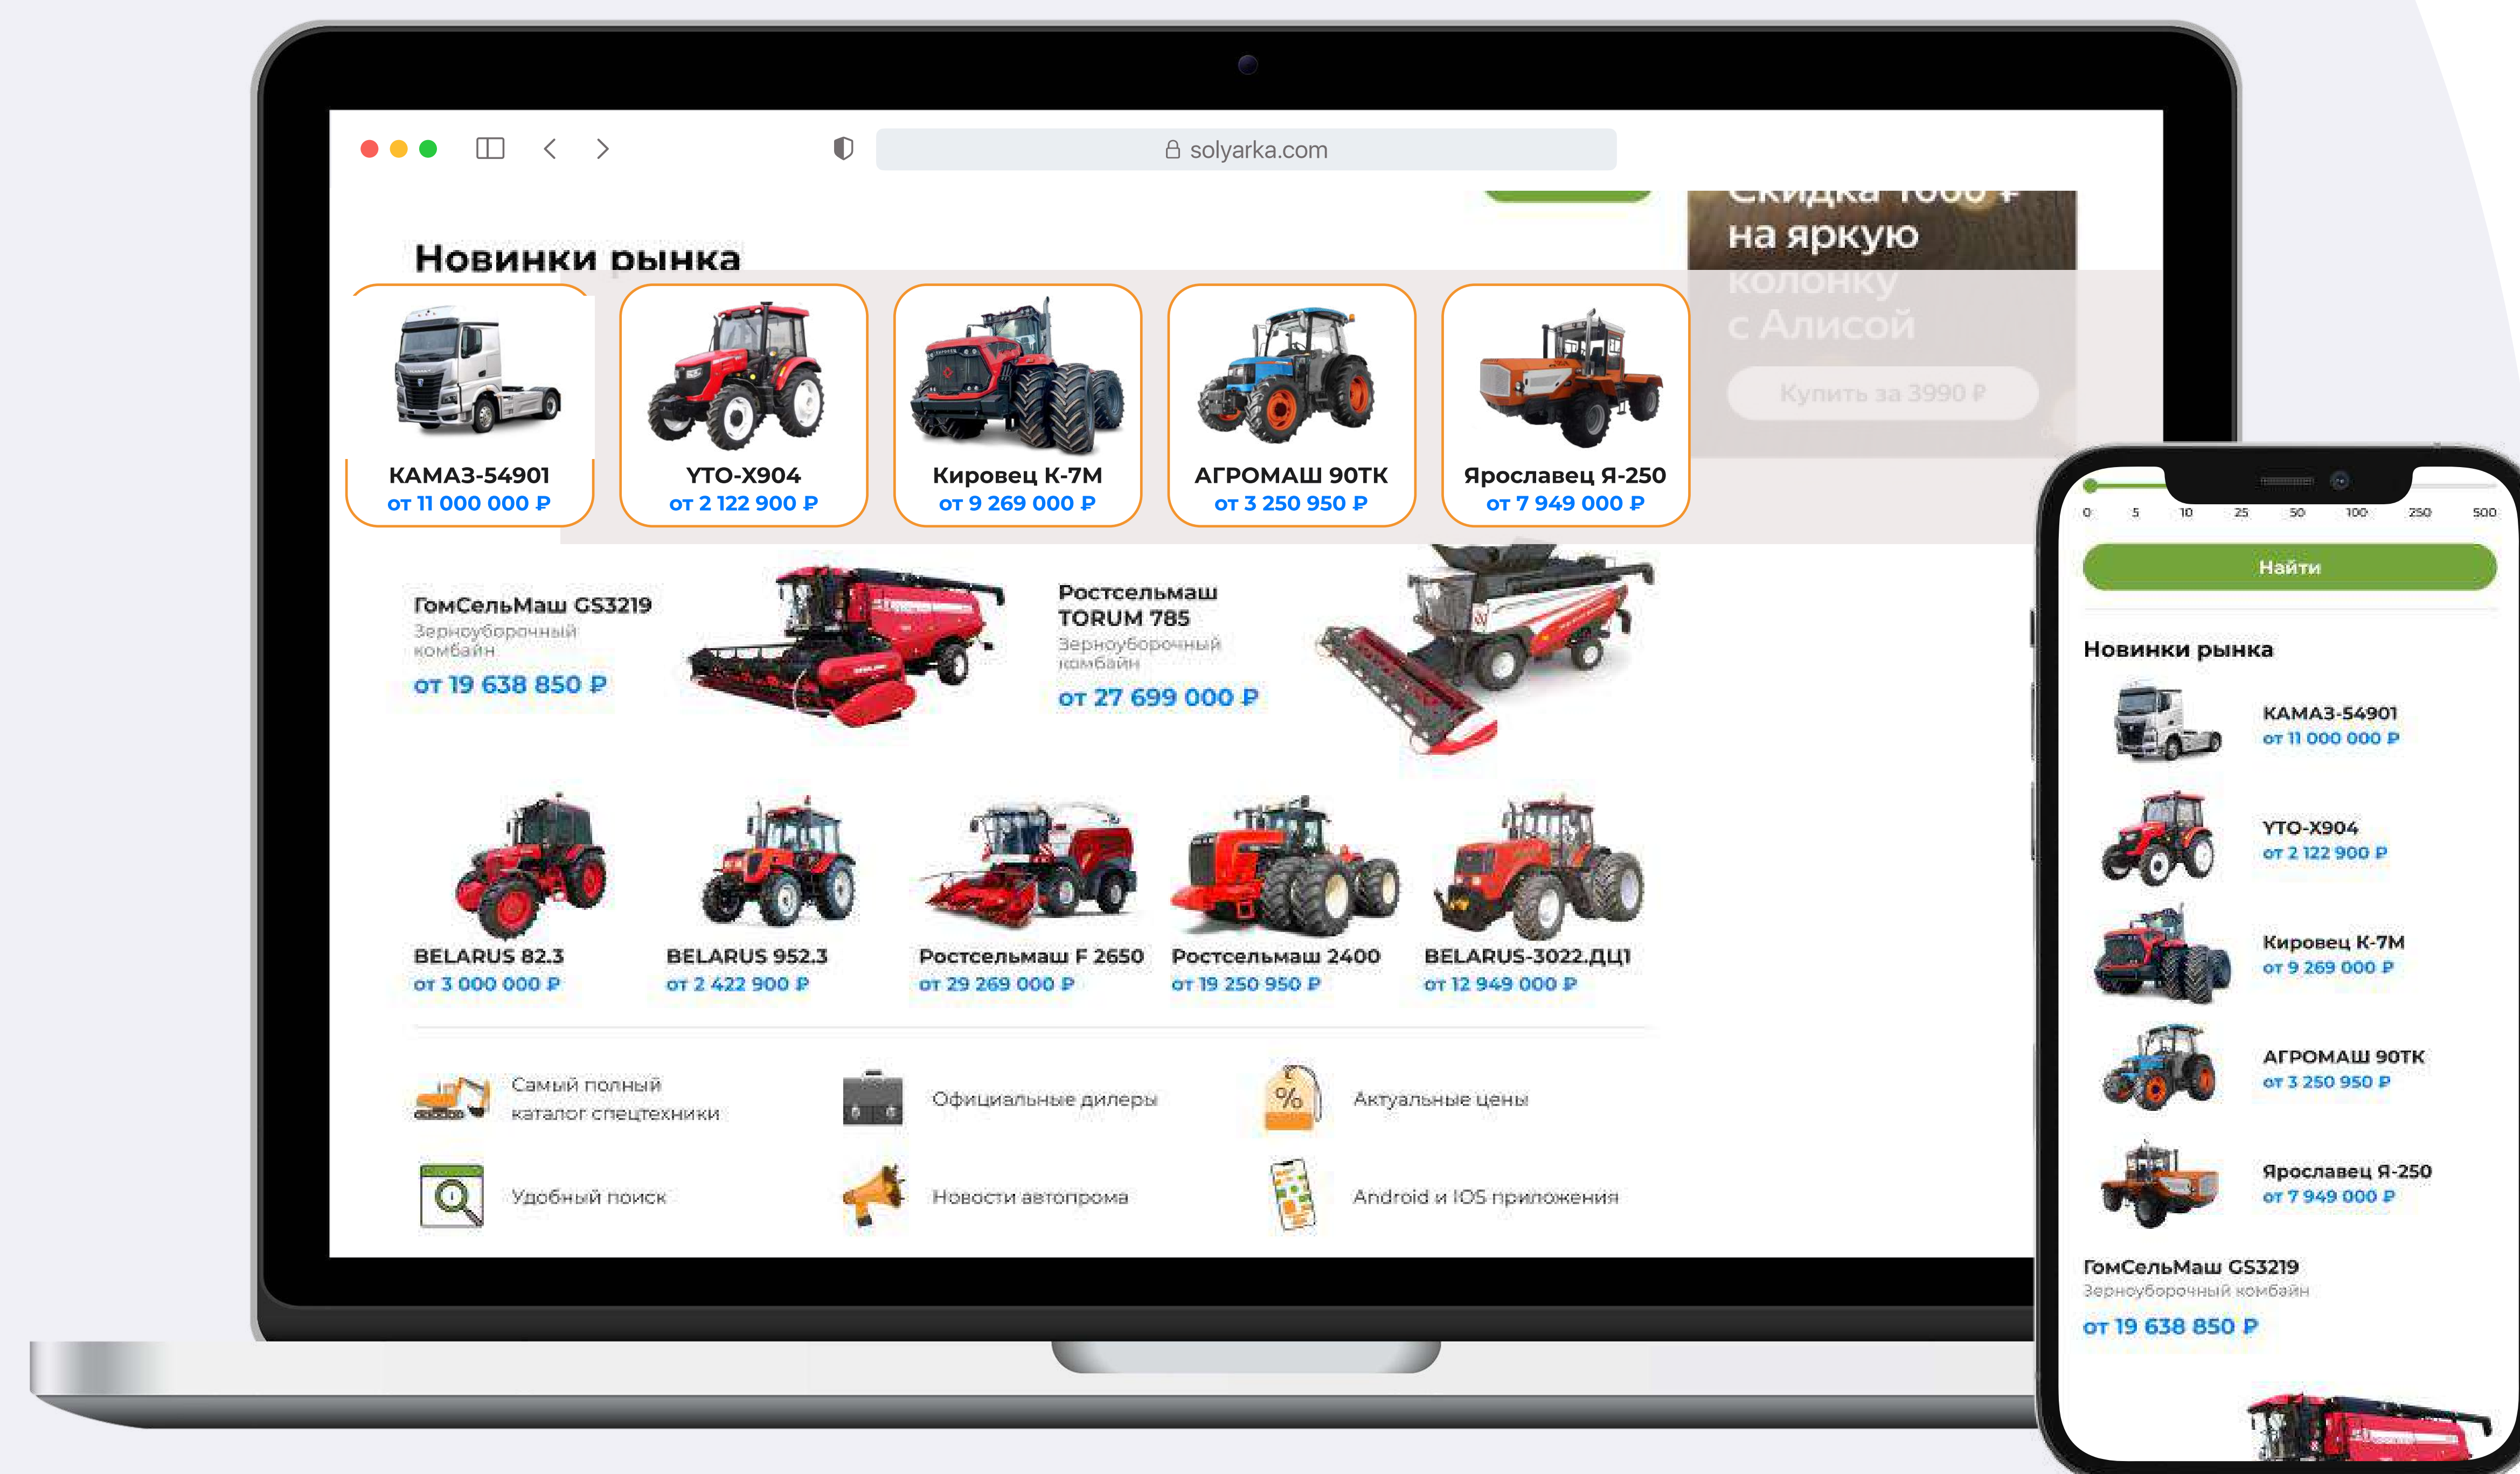 solyarka.com
Скидка 1000 ₽
на яркую
колонку
с Алисой
Купить за 3990 ₽
Новинки рынка
КАМАЗ-54901
от 11 000 000 ₽
YTO-X904
от 2 122 900 ₽
Кировец К-7М
от 9 269 000 ₽
АГРОМАШ 90ТК
от 3 250 950 ₽
Ярославец Я-250
от 7 949 000 ₽
ГомСельМаш GS3219
Зерноуборочный
комбайн
от 19 638 850 ₽
Ростсельмаш
TORUM 785
Зерноуборочный
комбайн
от 27 699 000 ₽
BELARUS 82.3
от 3 000 000 ₽
BELARUS 952.3
от 2 422 900 ₽
Ростсельмаш F 2650
от 29 269 000 ₽
Ростсельмаш 2400
от 19 250 950 ₽
BELARUS-3022.ДЦ1
от 12 949 000 ₽
Самый полный
каталог спецтехники
Официальные дилеры
%
Актуальные цены
Удобный поиск
Новости автопрома
Android и IOS приложения
0 5 10 25 50 100 250 500
Найти
Новинки рынка
КАМАЗ-54901
от 11 000 000 ₽
YTO-X904
от 2 122 900 ₽
Кировец К-7М
от 9 269 000 ₽
АГРОМАШ 90ТК
от 3 250 950 ₽
Ярославец Я-250
от 7 949 000 ₽
ГомСельМаш GS3219
Зерноуборочный комбайн
от 19 638 850 ₽